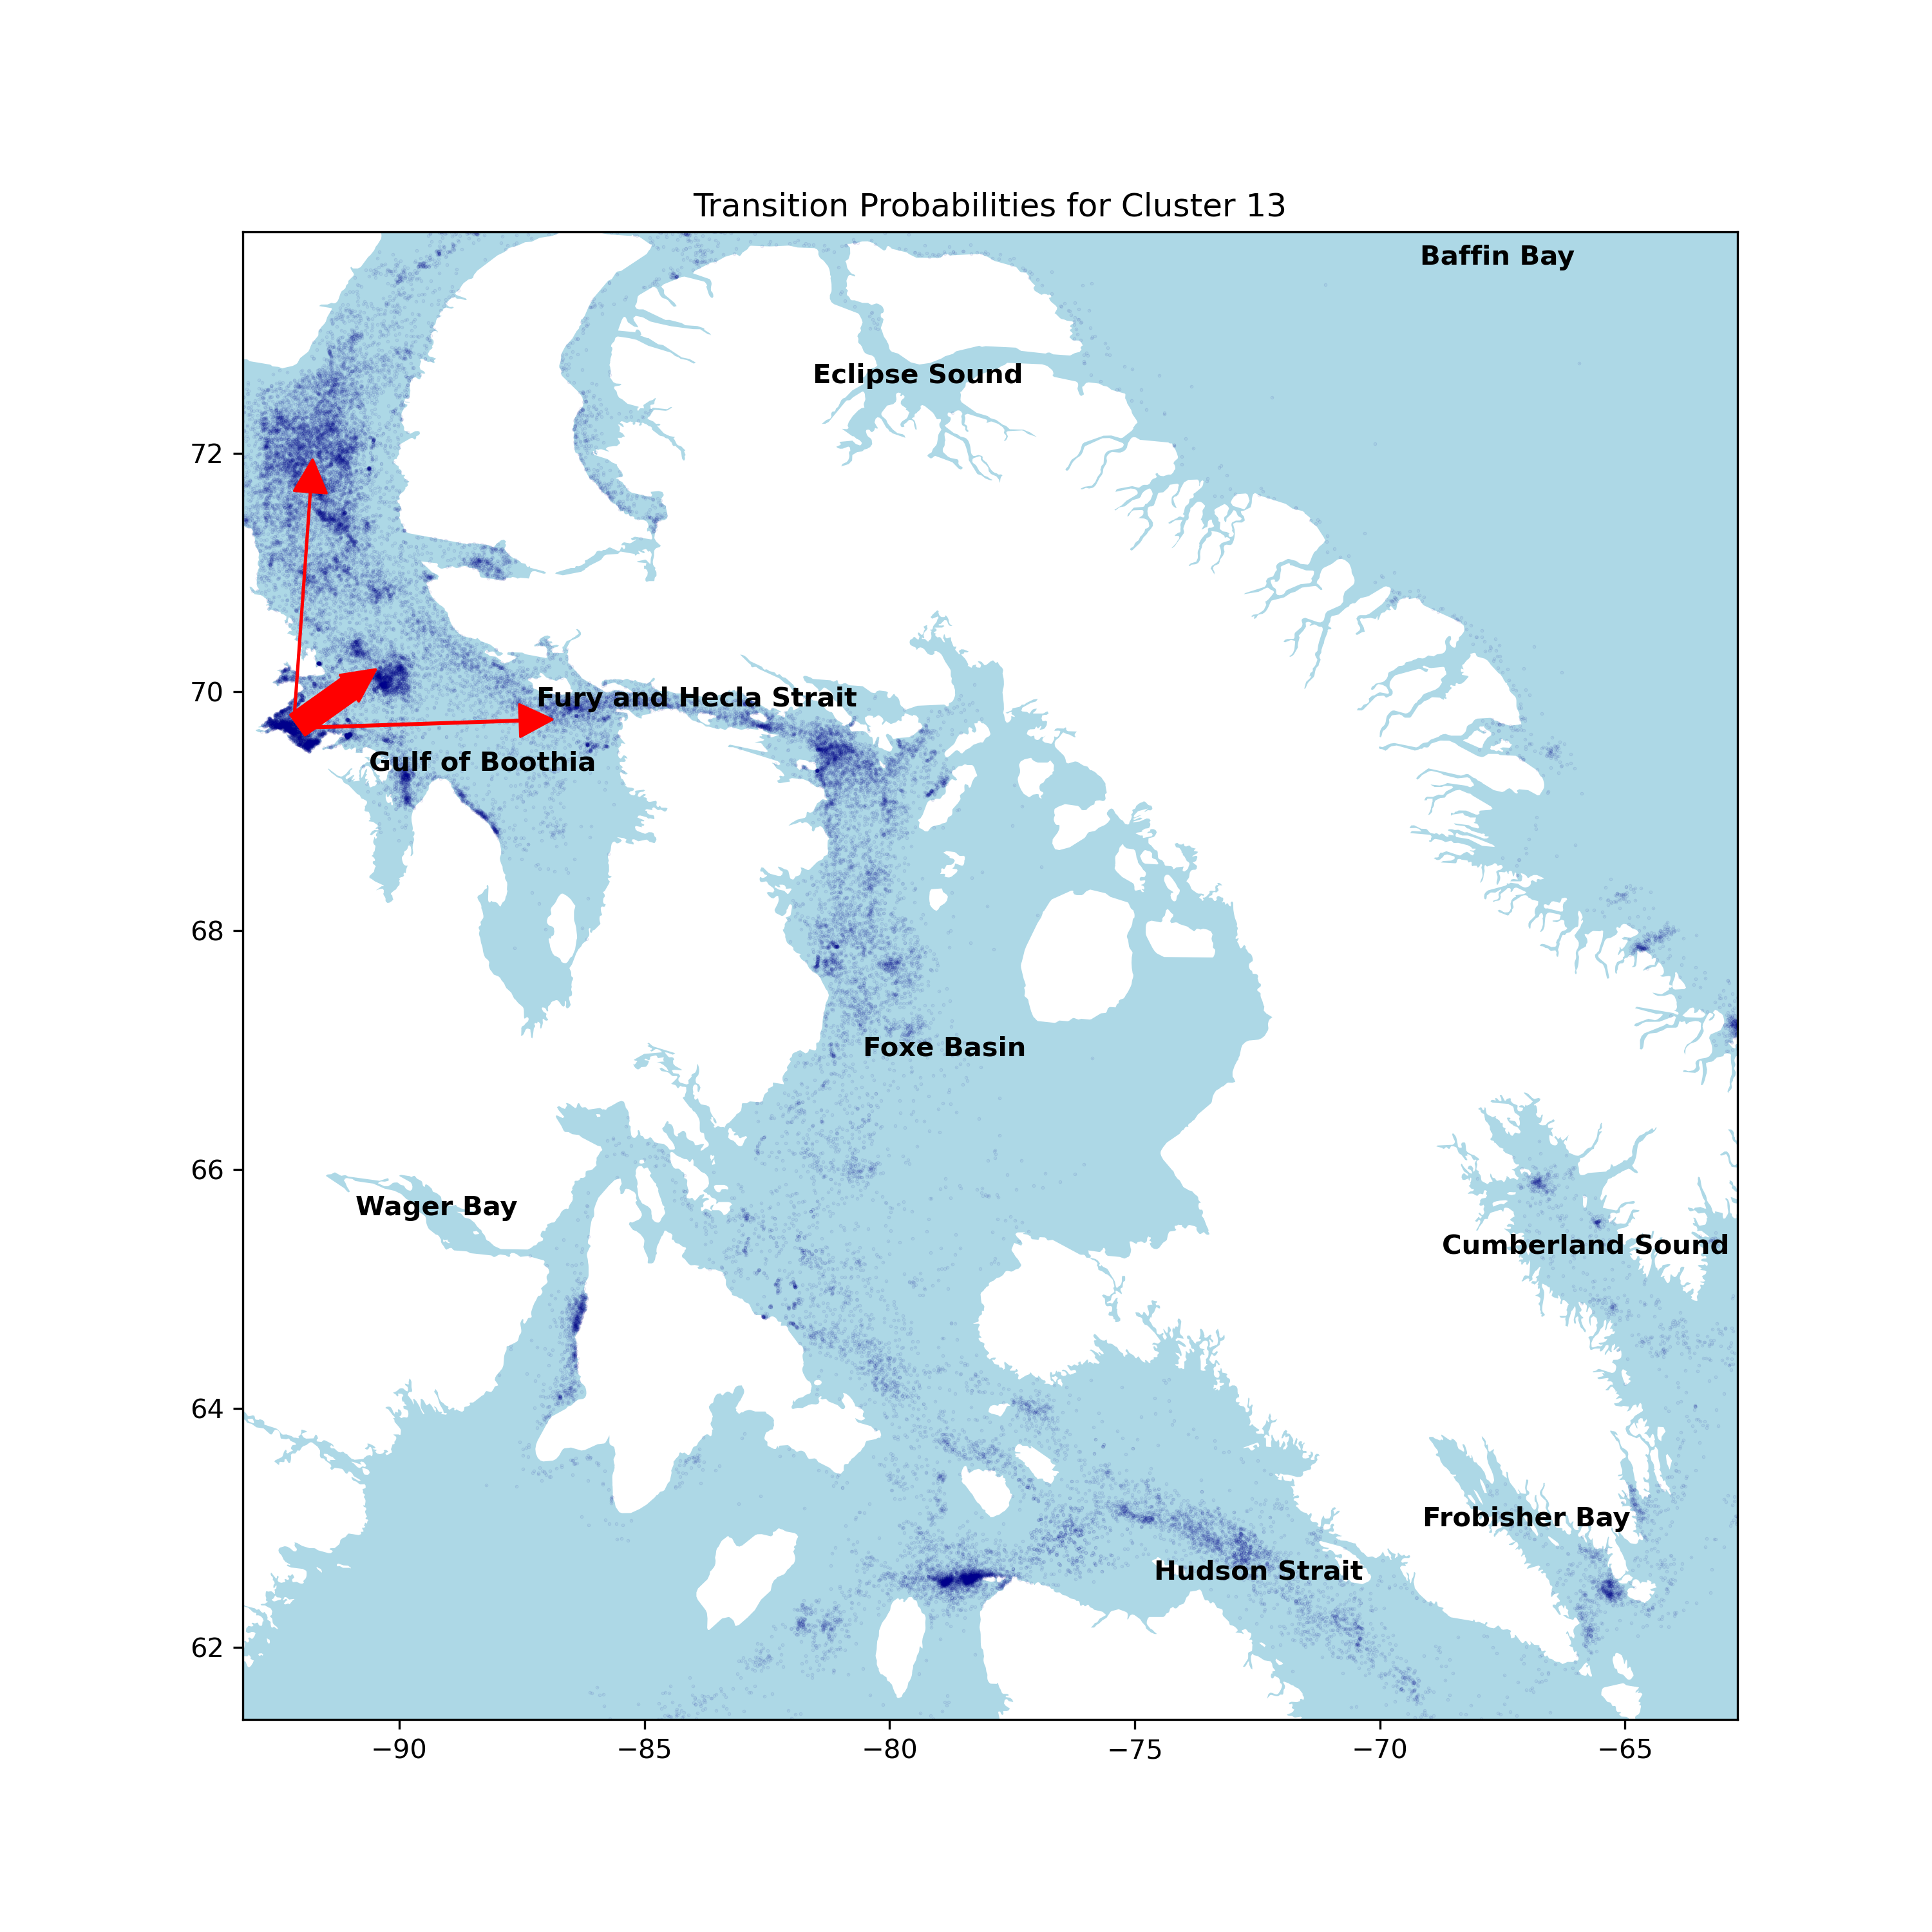 Transition Probabilities for Cluster 13
Baffin Bay
Eclipse Sound
72
70
Fury and Hecla Strait
Gulf of Boothia
68
Foxe Basin
66
Wager Bay
Cumberland Sound
64
Frobisher Bay
Hudson Strait
62
−90
−85
−80
−75
−70
−65